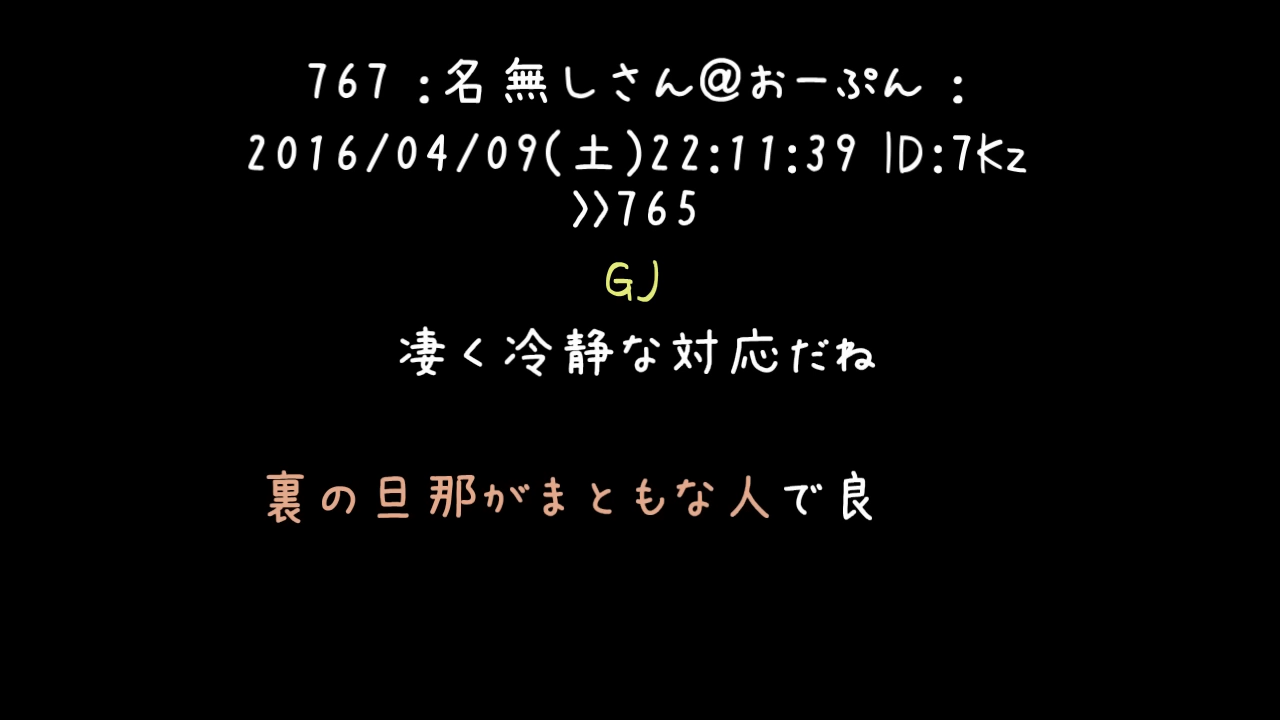 767 :名無しさん@おーぷん :
2016/04/09(土)22:11:39 ID:7Kz
>>765
GJ
凄く冷静な対応だね
裏の旦那がまともな人で良